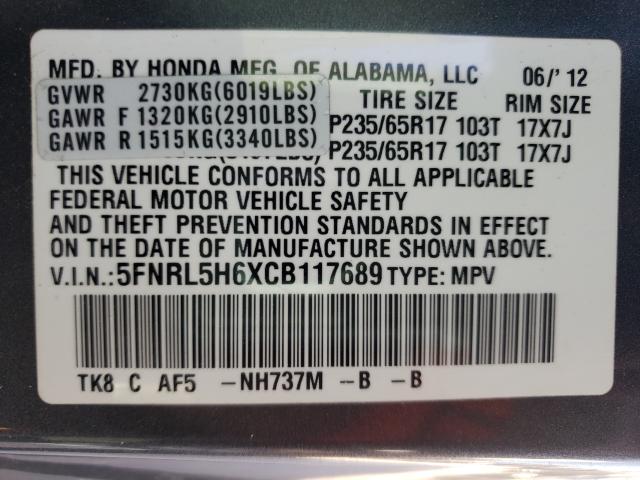 MFD. BY HONDA MFG. OF ALABAMA, LLC 06/'12
GVWR 2730KG(6019LBS) TIRE SIZE RIM SIZE
GAWR F 1320KG(2910LBS) P235/65R17 103T 17X7J
GAWR R 1515KG(3340LBS) P235/65R17 103T 17X7J
THIS VEHICLE CONFORMS TO ALL APPLICABLE
FEDERAL MOTOR VEHICLE SAFETY
AND THEFT PREVENTION STANDARDS IN EFFECT
ON THE DATE OF MANUFACTURE SHOWN ABOVE.
V.I.N.:5FNRL5H6XCB117689 TYPE: MPV
TK8 C AF5 -NH737M --B -B